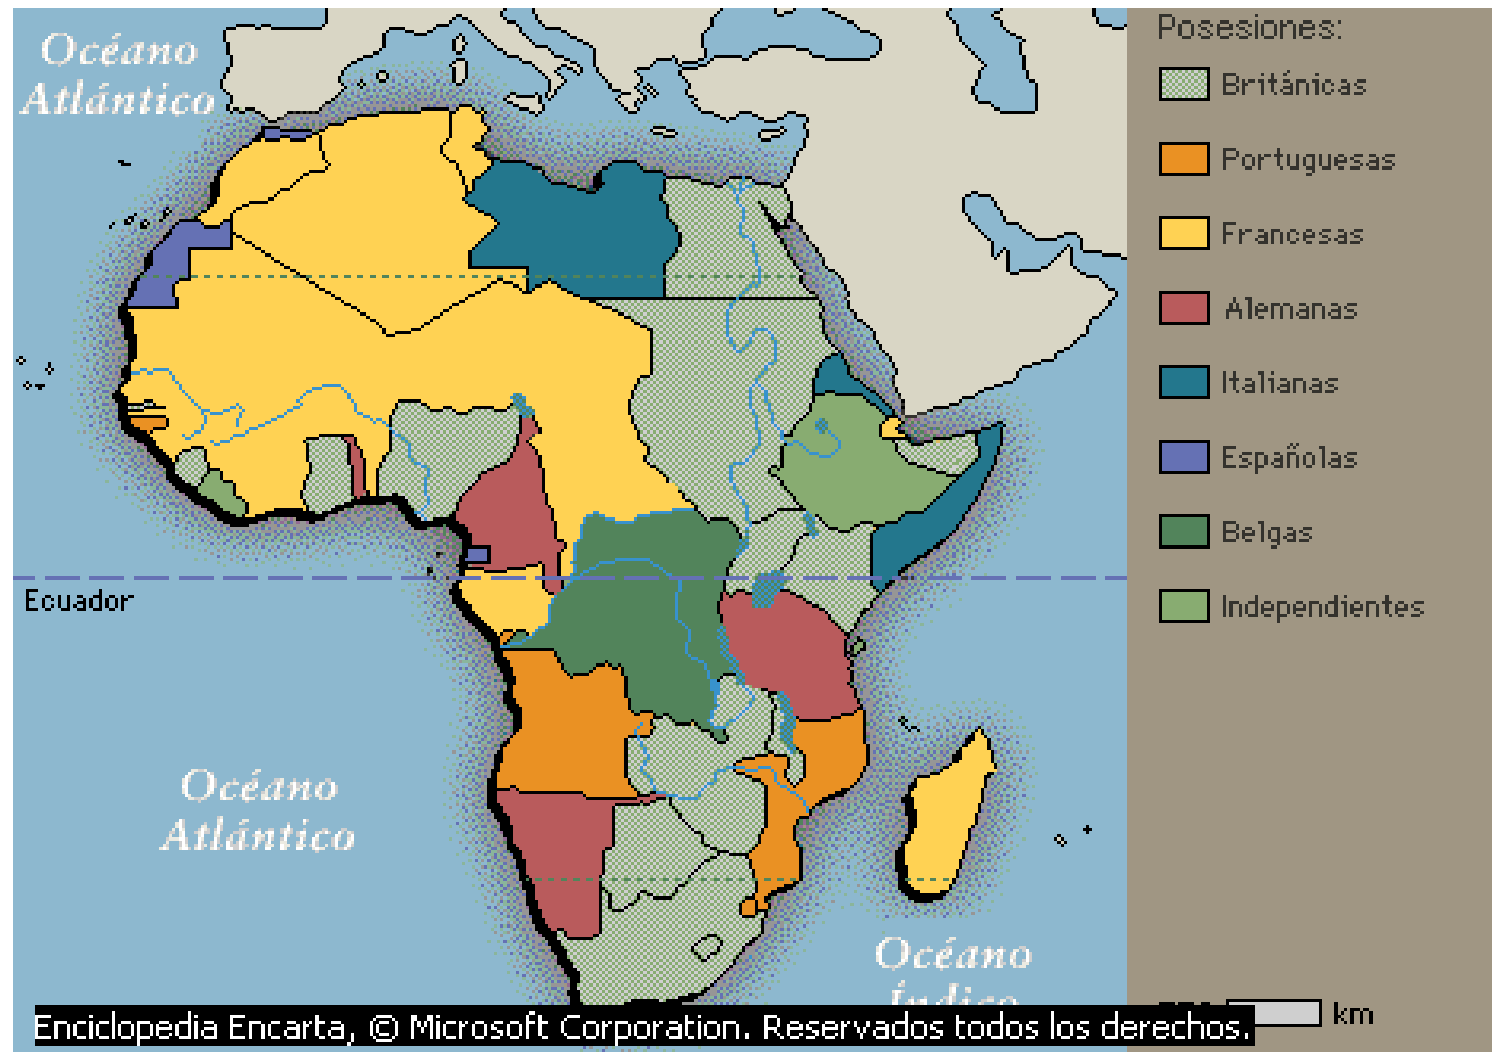 Océano
Atlántico
Ecuador
Océano
Atlántico
Océano
Índico
Posesiones:
Británicas
Portuguesas
Francesas
Alemanas
Italianas
Españolas
Belgas
Independientes
km
Enciclopedia Encarta, © Microsoft Corporation. Reservados todos los derechos.